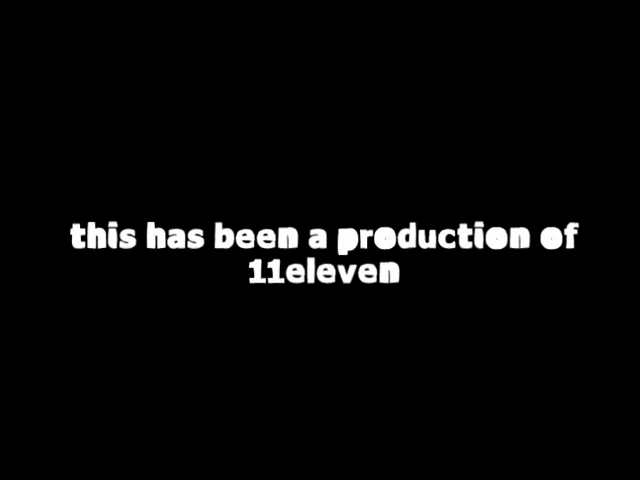 this has been a production of
11eleven